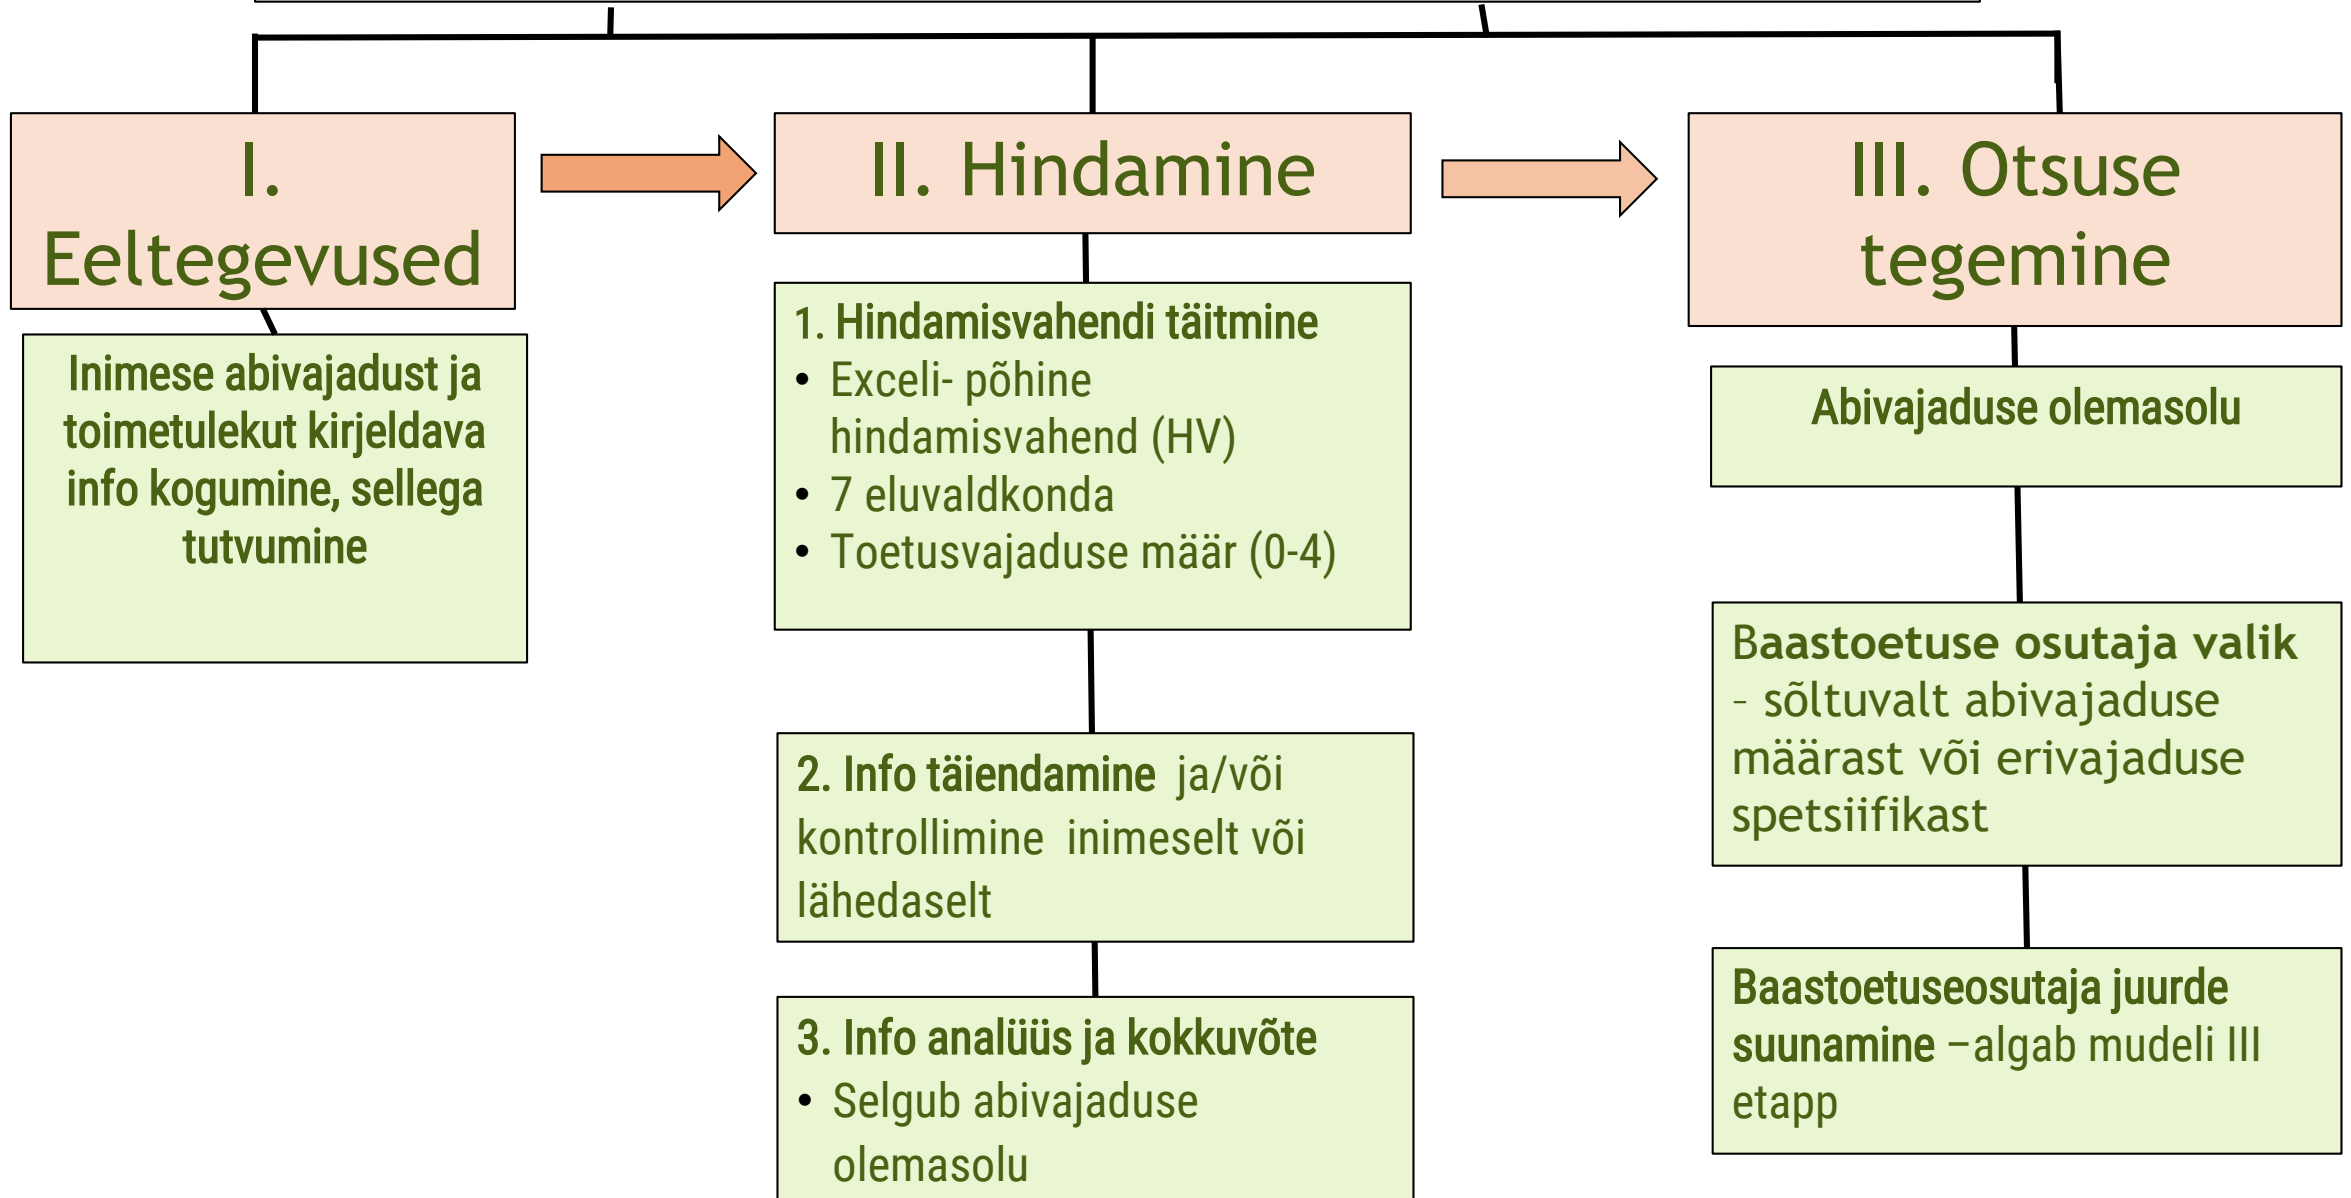 I.
Eeltegevused
Inimese abivajadust ja
toimetulekut kirjeldava
info kogumine, sellega
tutvumine
II. Hindamine
1. Hindamisvahendi täitmine
• Exceli- põhine
hindamisvahend (HV)
• 7 eluvaldkonda
• Toetusvajaduse määr (0-4)
2. Info täiendamine ja/või
kontrollimine inimeselt või
lähedaselt
3. Info analüüs ja kokkuvõte
• Selgub abivajaduse
olemasolu
III. Otsuse
tegemine
Abivajaduse olemasolu
Baastoetuse osutaja valik
– sõltuvalt abivajaduse
määrast või erivajaduse
spetsiifikast
Baastoetuseosutaja juurde
suunamine –algab mudeli III
etapp